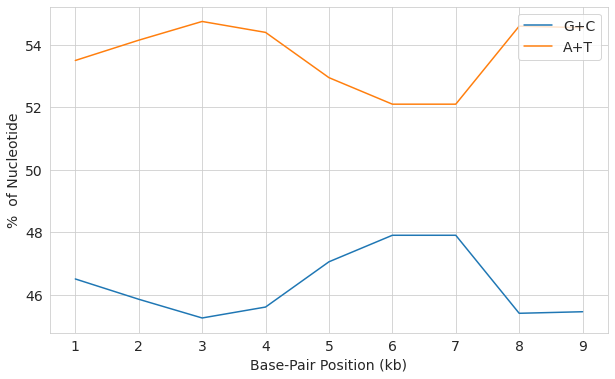 G+C
A+T
54
52
50
48
46
%  of Nucleotide
1 2 3 4 5 6 7 8 9
Base-Pair Position (kb)